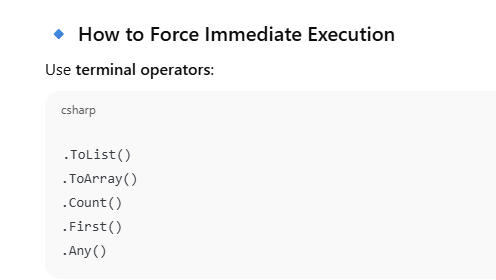 How to Force Immediate Execution
Use terminal operators:
csharp
.ToList()
.ToArray()
.Count()
.First()
.Any()